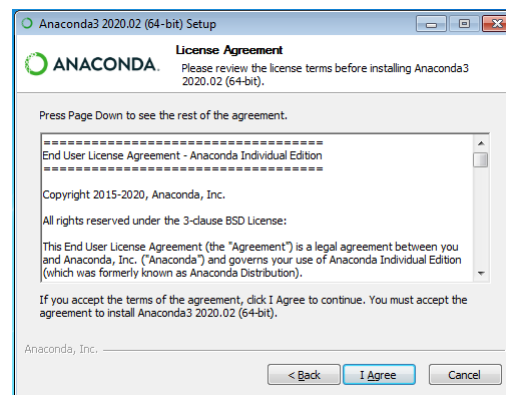 Anaconda3 2020.02 (64-bit) Setup
ANACONDA.
License Agreement
Please review the license terms before installing Anaconda3
2020.02 (64-bit).
Press Page Down to see the rest of the agreement.
===================================
End User License Agreement - Anaconda Individual Edition
===================================
Copyright 2015-2020, Anaconda, Inc.
All rights reserved under the 3-clause BSD License:
This End User License Agreement (the "Agreement") is a legal agreement between you
and Anaconda, Inc. ("Anaconda") and governs your use of Anaconda Individual Edition
(which was formerly known as Anaconda Distribution).
If you accept the terms of the agreement, click I Agree to continue. You must accept the
agreement to install Anaconda3 2020.02 (64-bit).
Anaconda, Inc.
< Back
I Agree
Cancel